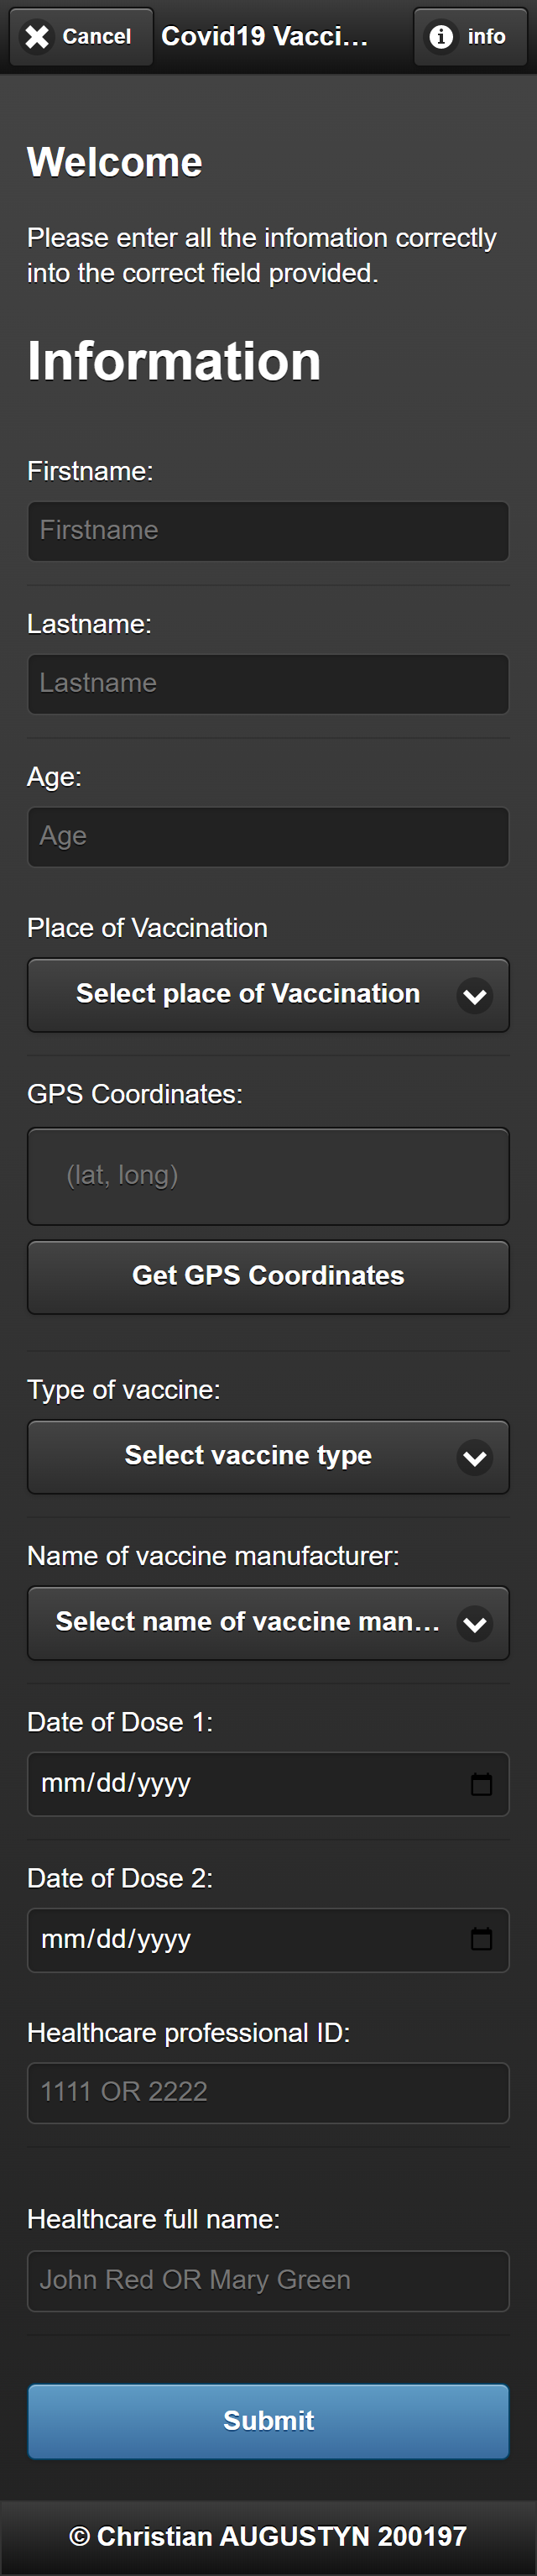 Cancel
Covid19 Vacci...
info
Welcome
Please enter all the infomation correctly
into the correct field provided.
Information
Firstname:
Firstname
Lastname:
Lastname
Age:
Age
Place of Vaccination
Select place of Vaccination
GPS Coordinates:
(lat, long)
Get GPS Coordinates
Type of vaccine:
Select vaccine type
Name of vaccine manufacturer:
Select name of vaccine man...
Date of Dose 1:
mm/dd/yyyy
Date of Dose 2:
mm/dd/yyyy
Healthcare professional ID:
1111 OR 2222
Healthcare full name:
John Red OR Mary Green
Submit
© Christian AUGUSTYN 200197